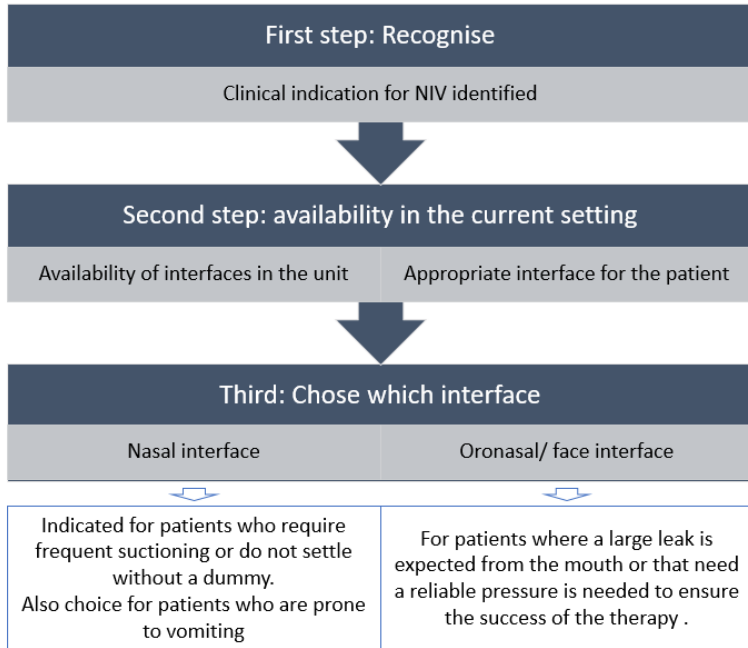 First step: Recognise
Clinical indication for NIV identified
Second step: availability in the current setting
Availability of interfaces in the unit
Appropriate interface for the patient
Third: Chose which interface
Nasal interface
Oronasal/ face interface
Indicated for patients who require
frequent suctioning or do not settle
without a dummy.
Also choice for patients who are prone
to vomiting
For patients where a large leak is
expected from the mouth or that need
a reliable pressure is needed to ensure
the success of the therapy .